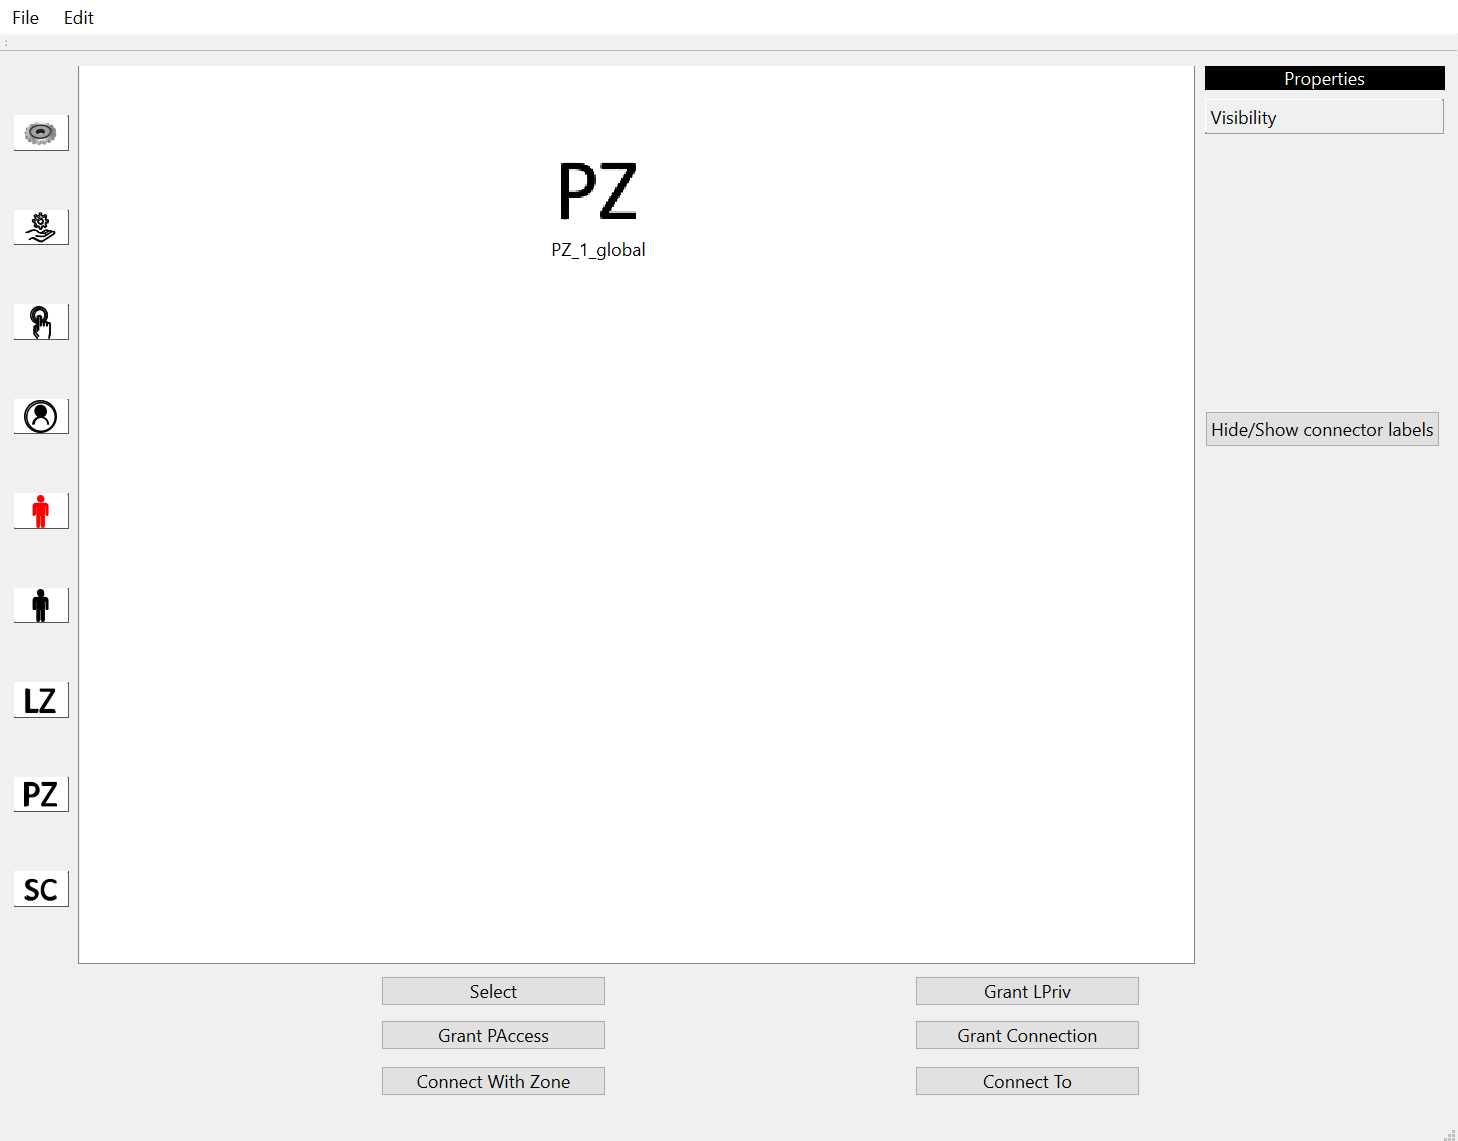 File Edit
Properties
Visibility
PZ
PZ_1_global
Hide/Show connector labels
LZ
PZ
SC
Select
Grant LPriv
Grant PAccess
Grant Connection
Connect With Zone
Connect To